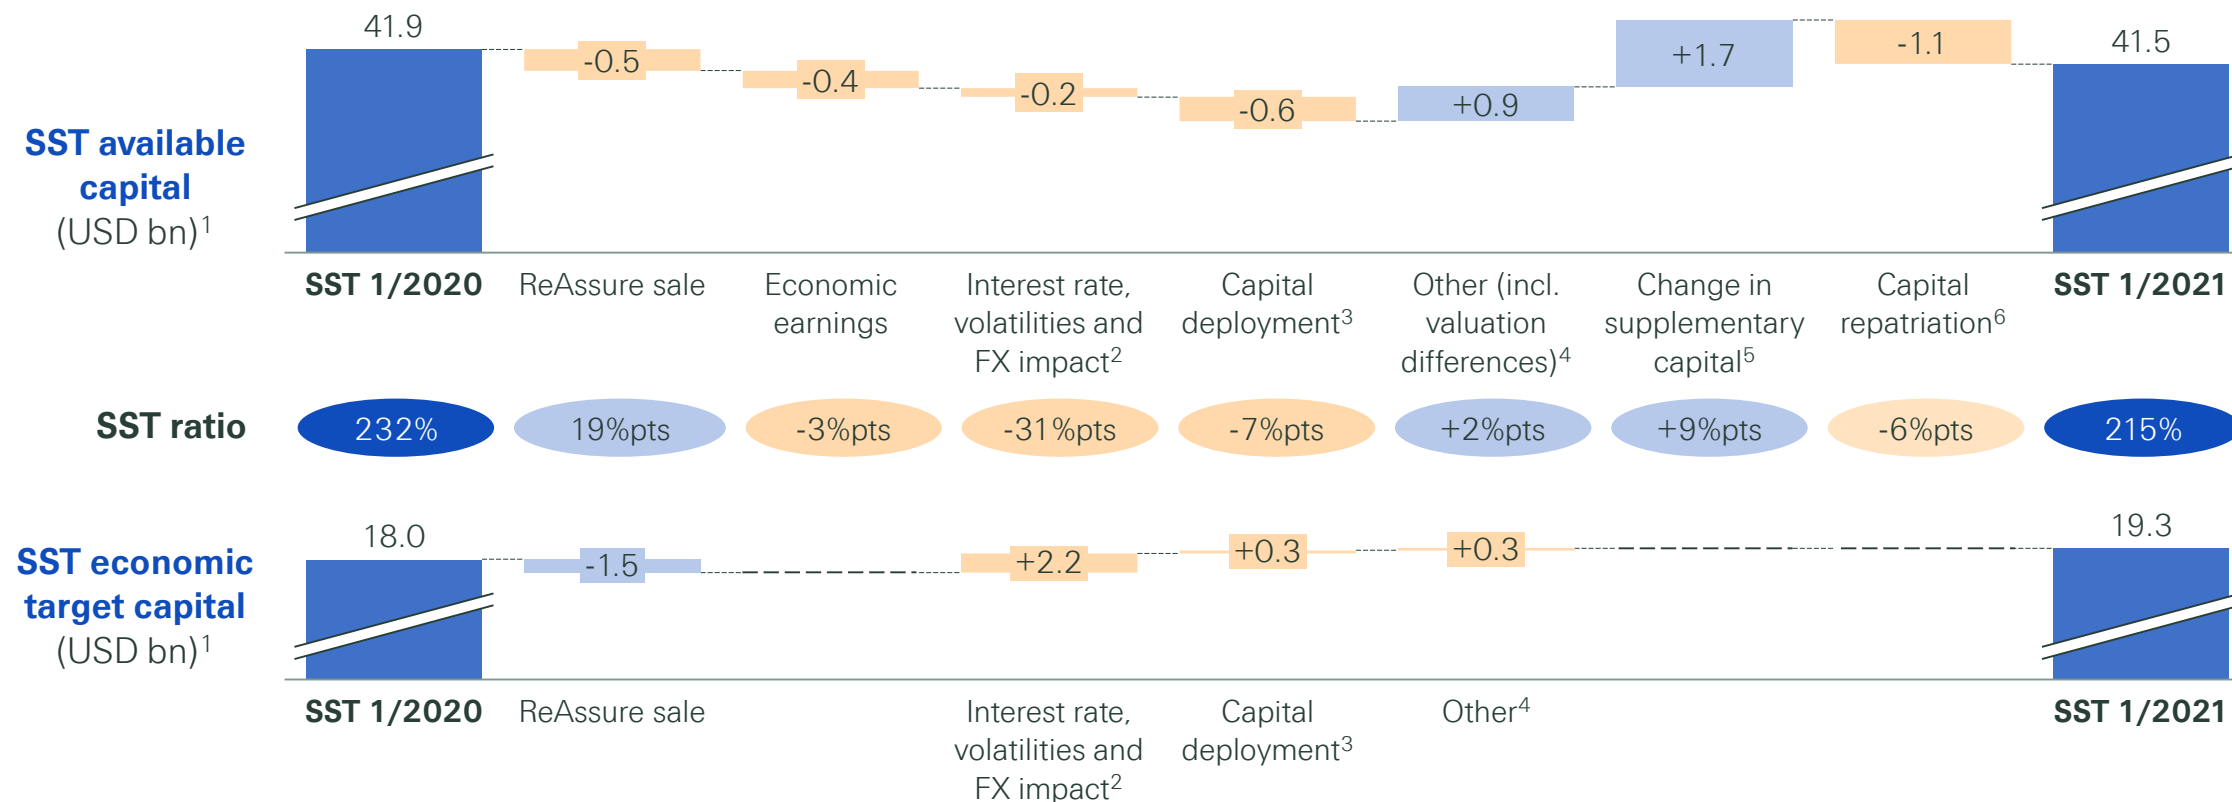 41.9
-0.5
-0.4
-0.2
-0.6
+0.9
+1.7
-1.1
41.5
SST available
capital
(USD bn)1
SST 1/2020
ReAssure sale
Economic
earnings
Interest rate,
volatilities and
FX impact2
Capital
deployment3
Other (incl.
valuation
differences)4
Change in
supplementary
capital5
Capital
repatriation6
SST 1/2021
SST ratio
232%
19%pts
-3%pts
-31%pts
-7%pts
+2%pts
+9%pts
-6%pts
215%
18.0
-1.5
+2.2
+0.3
+0.3
19.3
SST economic
target capital
(USD bn)1
SST 1/2020
ReAssure sale
Interest rate,
volatilities and
FX impact2
Capital
deployment3
Other4
SST 1/2021